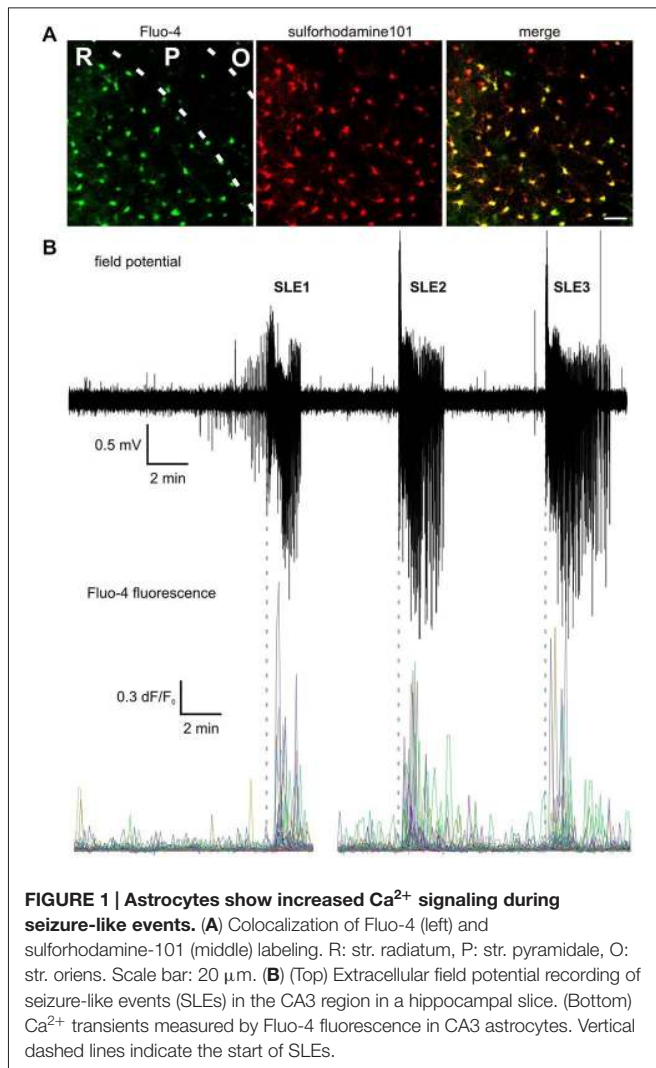 Fluo-4 sulforhodamine101 merge
A
R P O
B
field potential
SLE1 SLE2 SLE3
0.5 mV
2 min
Fluo-4 fluorescence
0.3 dF/F₀
2 min
FIGURE 1 | Astrocytes show increased Ca²⁺ signaling during
seizure-like events. (A) Colocalization of Fluo-4 (left) and
sulforhodamine-101 (middle) labeling. R: str. radiatum, P: str. pyramidale, O:
str. oriens. Scale bar: 20 μm. (B) (Top) Extracellular field potential recording of
seizure-like events (SLEs) in the CA3 region in a hippocampal slice. (Bottom)
Ca²⁺ transients measured by Fluo-4 fluorescence in CA3 astrocytes. Vertical
dashed lines indicate the start of SLEs.